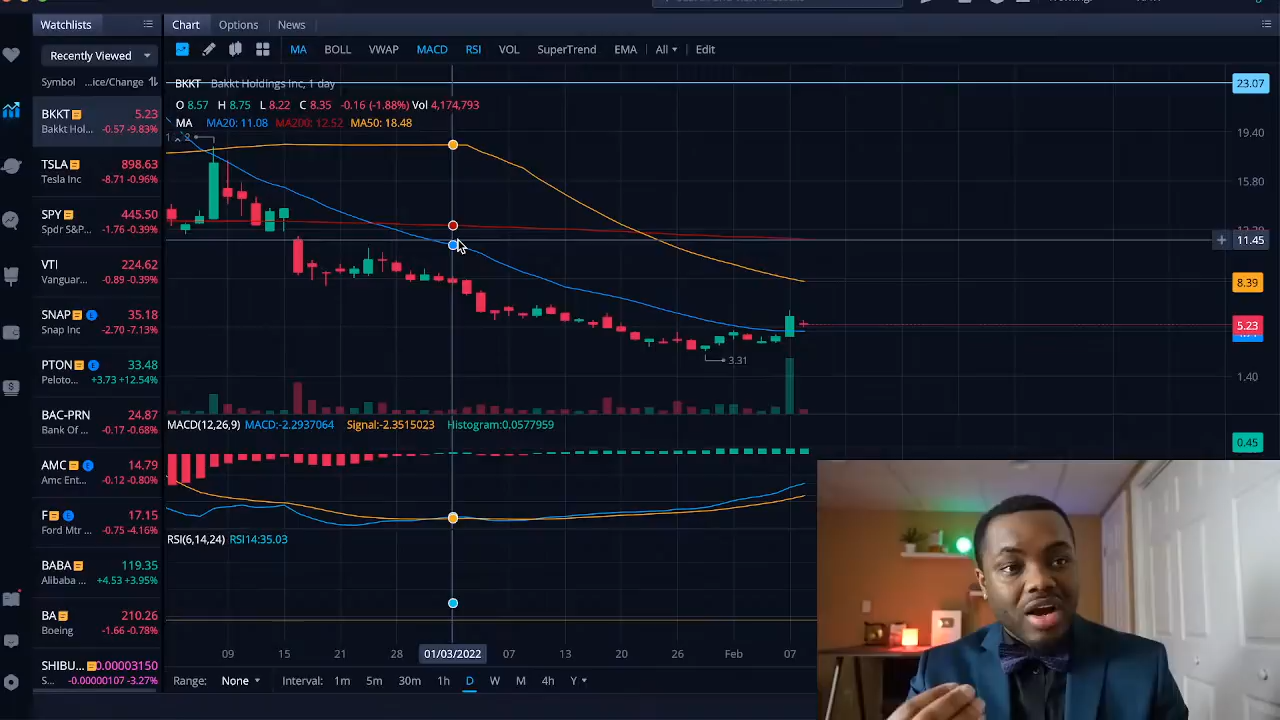 Watchlists
Recently Viewed
Symbol ...ice/Change
BKKT 5.23
Bakkt Hol... -0.57 -9.83%
TSLA 898.63
Tesla Inc -8.71 -0.96%
SPY 445.50
Spdr S&P... -1.76 -0.39%
VTI 224.62
Vanguar... -0.89 -0.39%
SNAP 35.18
Snap Inc -2.70 -7.13%
PTON 33.48
Peloto... +3.73 +12.54%
BAC-PRN 24.87
Bank Of ... -0.17 -0.68%
AMC 14.79
Amc Ent... -0.12 -0.80%
F 17.15
Ford Mtr ... -0.75 -4.16%
BABA 119.35
Alibaba ... +4.53 +3.95%
BA 210.26
Boeing -1.66 -0.78%
SHIBU... 0.00003150
S... -0.00000107 -3.27%
Chart Options News
MA BOLL VWAP MACD RSI VOL SuperTrend EMA All Edit
BKKT Bakkt Holdings Inc, 1 day
O 8.57 H 8.75 L 8.22 C 8.35 -0.16 (-1.88%) Vol 4,174,793
MA MA20: 11.08 MA200: 12.52 MA50: 18.48
23.07
19.40
15.80
11.45
8.39
5.23
1.40
3.31
MACD(12,26,9) MACD:-2.2937064 Signal:-2.3515023 Histogram:0.0577959
0.45
RSI(6,14,24) RSI14:35.03
09 15 21 28 01/03/2022 07 13 20 26 Feb 07
Range: None Interval: 1m 5m 30m 1h D W M 4h Y